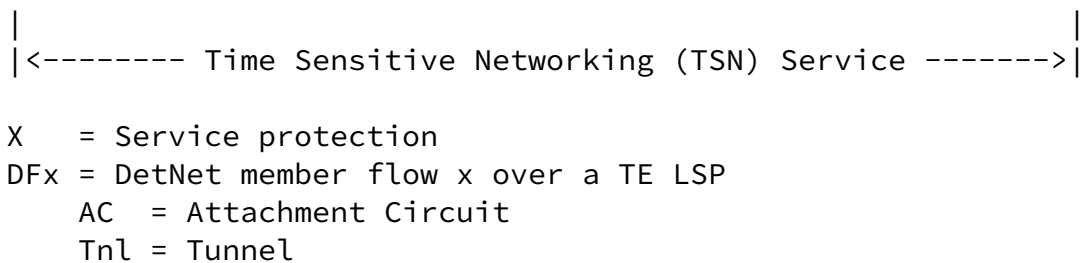 |                                                                 |
|<-------- Time Sensitive Networking (TSN) Service ------->|
X   = Service protection
DFx = DetNet member flow x over a TE LSP
    AC  = Attachment Circuit
    Tnl = Tunnel